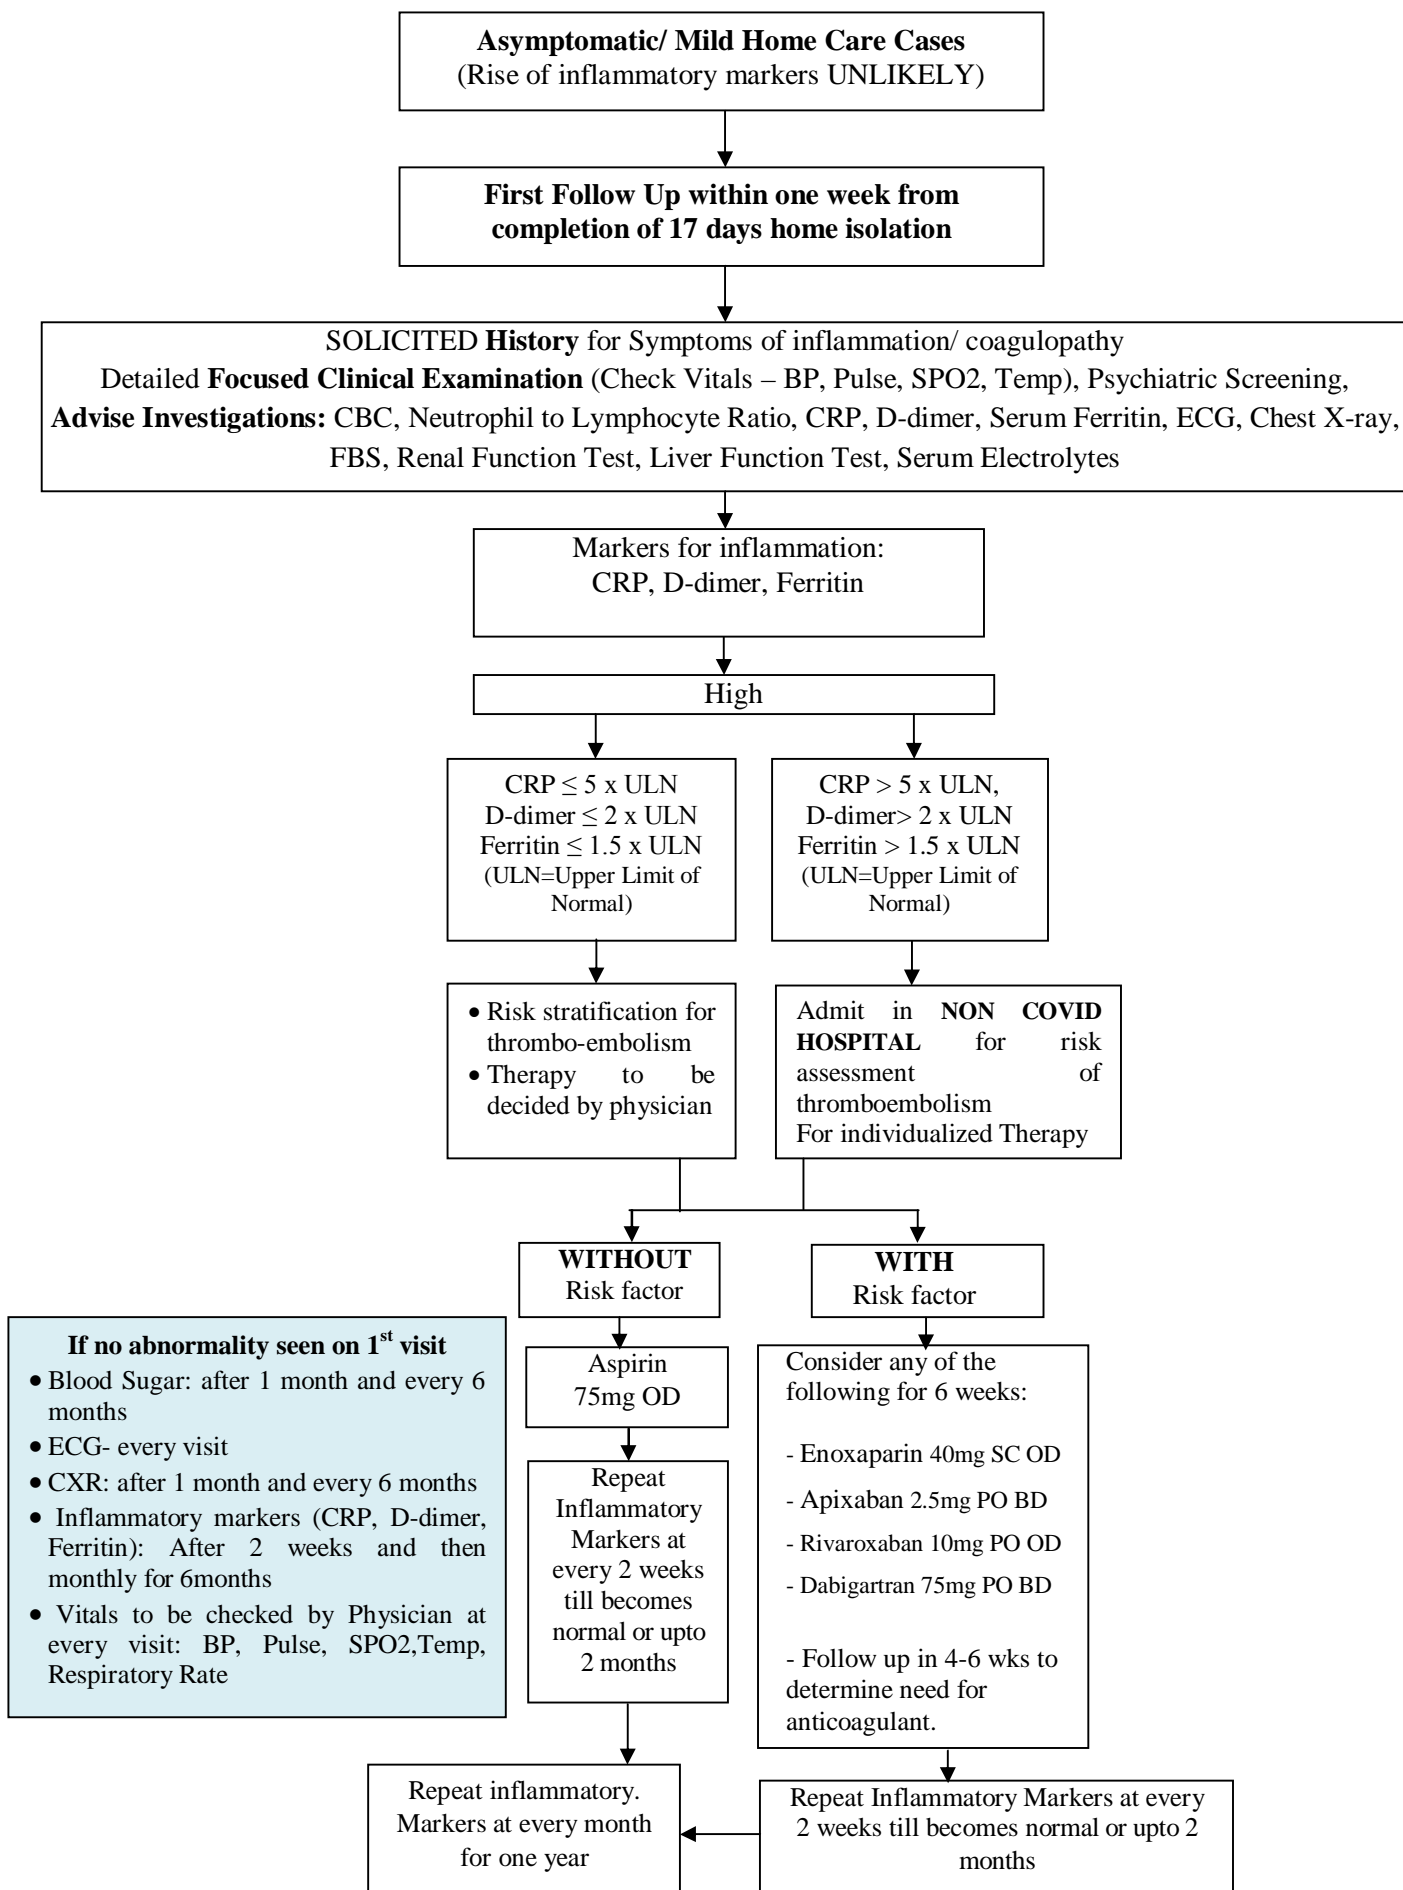 Asymptomatic/ Mild Home Care Cases
(Rise of inflammatory markers UNLIKELY)
First Follow Up within one week from
completion of 17 days home isolation
SOLICITED History for Symptoms of inflammation/ coagulopathy
Detailed Focused Clinical Examination (Check Vitals – BP, Pulse, SPO2, Temp), Psychiatric Screening,
Advise Investigations: CBC, Neutrophil to Lymphocyte Ratio, CRP, D-dimer, Serum Ferritin, ECG, Chest X-ray,
FBS, Renal Function Test, Liver Function Test, Serum Electrolytes
Markers for inflammation:
CRP, D-dimer, Ferritin
High
CRP ≤ 5 x ULN
D-dimer ≤ 2 x ULN
Ferritin ≤ 1.5 x ULN
(ULN=Upper Limit of
Normal)
CRP > 5 x ULN,
D-dimer> 2 x ULN
Ferritin > 1.5 x ULN
(ULN=Upper Limit of
Normal)
• Risk stratification for
thrombo-embolism
• Therapy to be
decided by physician
Admit in NON COVID
HOSPITAL for risk
assessment of
thromboembolism
For individualized Therapy
WITHOUT
Risk factor
WITH
Risk factor
If no abnormality seen on 1st visit
• Blood Sugar: after 1 month and every 6
months
• ECG- every visit
• CXR: after 1 month and every 6 months
• Inflammatory markers (CRP, D-dimer,
Ferritin): After 2 weeks and then
monthly for 6months
• Vitals to be checked by Physician at
every visit: BP, Pulse, SPO2,Temp,
Respiratory Rate
Aspirin
75mg OD
Repeat
Inflammatory
Markers at
every 2 weeks
till becomes
normal or upto
2 months
Consider any of the
following for 6 weeks:
- Enoxaparin 40mg SC OD
- Apixaban 2.5mg PO BD
- Rivaroxaban 10mg PO OD
- Dabigartran 75mg PO BD
- Follow up in 4-6 wks to
determine need for
anticoagulant.
Repeat inflammatory.
Markers at every month
for one year
Repeat Inflammatory Markers at every
2 weeks till becomes normal or upto 2
months